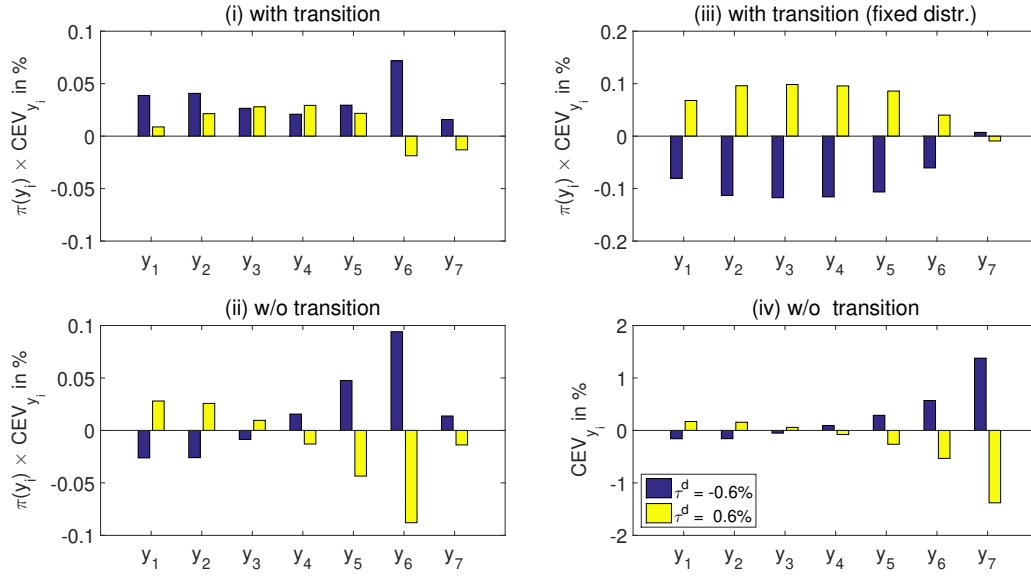 (i) with transition
π(y_i) × CEV_{y_i} in %
0.1
0.05
0
-0.05
-0.1
y_1 y_2 y_3 y_4 y_5 y_6 y_7
(iii) with transition (fixed distr.)
π(y_i) × CEV_{y_i} in %
0.2
0.1
0
-0.1
-0.2
y_1 y_2 y_3 y_4 y_5 y_6 y_7
(ii) w/o transition
π(y_i) × CEV_{y_i} in %
0.1
0.05
0
-0.05
-0.1
y_1 y_2 y_3 y_4 y_5 y_6 y_7
(iv) w/o transition
CEV_{y_i} in %
2
1
0
-1
-2
τ^d = -0.6%
τ^d = 0.6%
y_1 y_2 y_3 y_4 y_5 y_6 y_7